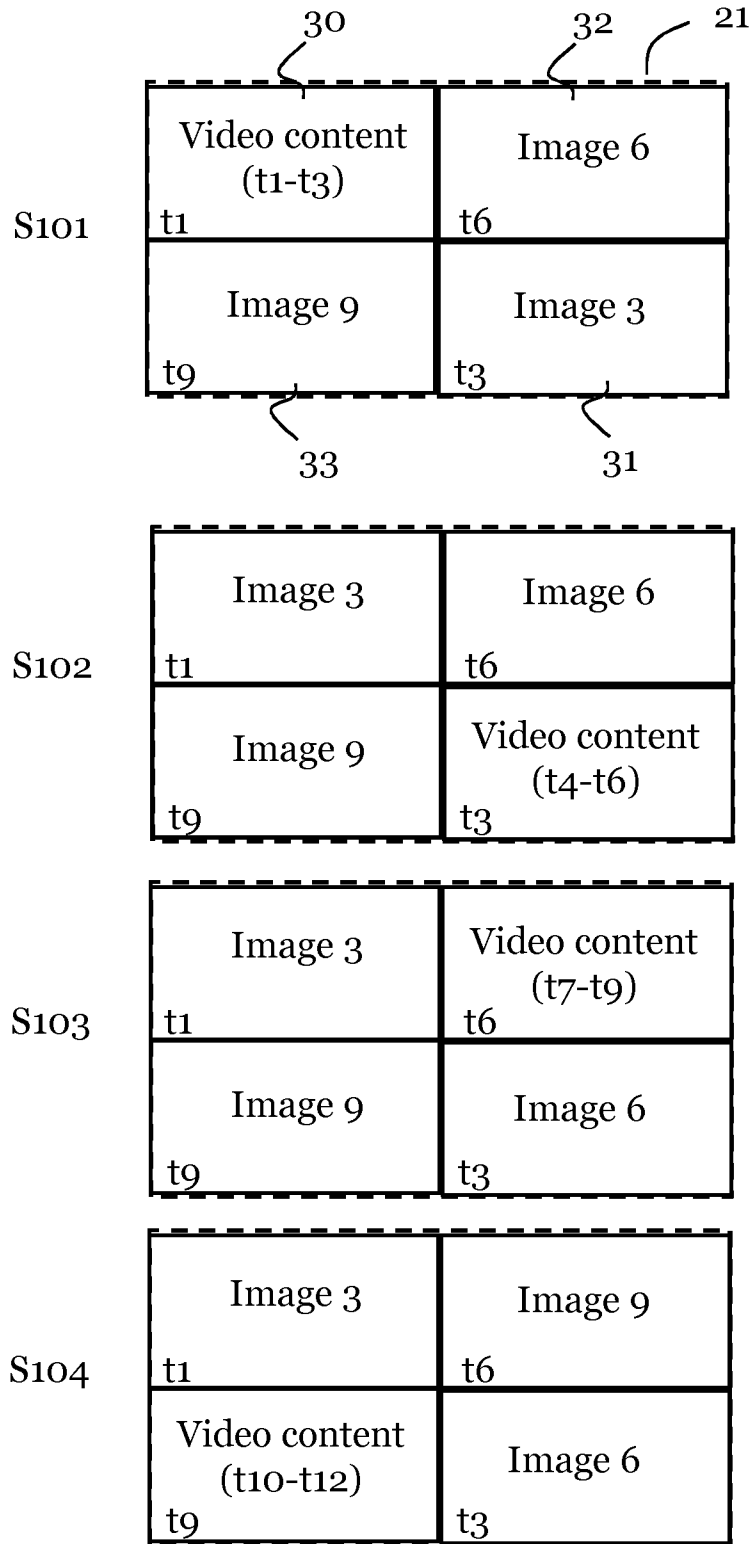 30
32
21
Video content
(t1-t3)
t1
Image 6
t6
S101
Image 9
t9
Image 3
t3
33
31
Image 3
t1
Image 6
t6
S102
Image 9
t9
Video content
(t4-t6)
t3
Image 3
t1
Video content
(t7-t9)
t6
S103
Image 9
t9
Image 6
t3
Image 3
t1
Image 9
t6
S104
Video content
(t10-t12)
t9
Image 6
t3